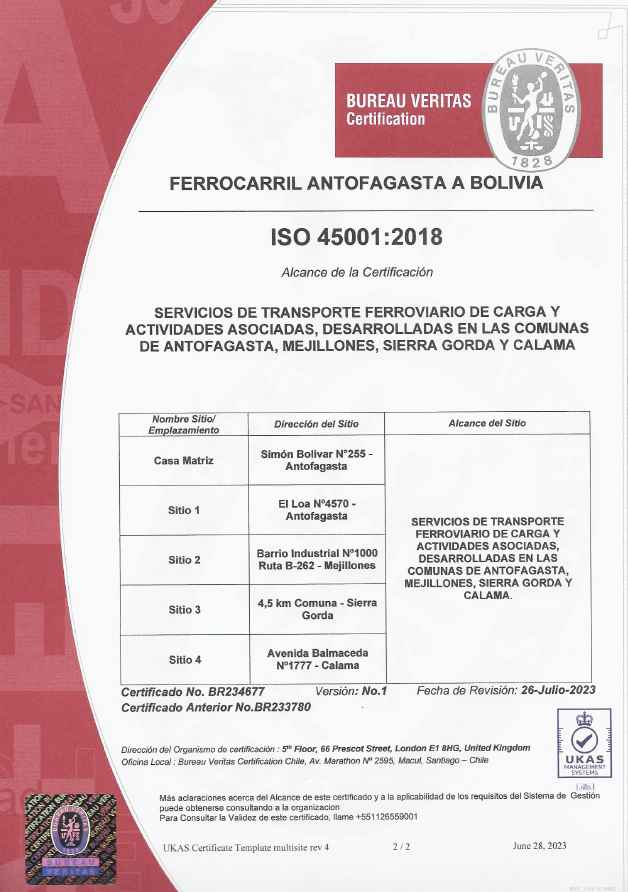 BUREAU VERITAS
Certification
BUREAU VERITAS
1828
FERROCARRIL ANTOFAGASTA A BOLIVIA
ISO 45001:2018
Alcance de la Certificación
SERVICIOS DE TRANSPORTE FERROVIARIO DE CARGA Y
ACTIVIDADES ASOCIADAS, DESARROLLADAS EN LAS COMUNAS
DE ANTOFAGASTA, MEJILLONES, SIERRA GORDA Y CALAMA
Nombre Sitio/
Emplazamiento
Dirección del Sitio
Alcance del Sitio
Casa Matriz
Simón Bolivar N°255 -
Antofagasta
Sitio 1
El Loa Nº4570 -
Antofagasta
Sitio 2
Barrio Industrial Nº1000
Ruta B-262 - Mejillones
Sitio 3
4,5 km Comuna - Sierra
Gorda
Sitio 4
Avenida Balmaceda
Nº1777 - Calama
SERVICIOS DE TRANSPORTE
FERROVIARIO DE CARGA Y
ACTIVIDADES ASOCIADAS,
DESARROLLADAS EN LAS
COMUNAS DE ANTOFAGASTA,
MEJILLONES, SIERRA GORDA Y
CALAMA.
Certificado No. BR234677 Versión: No.1 Fecha de Revisión: 26-Julio-2023
Certificado Anterior No.BR233780
Dirección del Organismo de certificación : 5th Floor, 66 Prescot Street, London E1 8HG, United Kingdom
Oficina Local : Bureau Veritas Certification Chile, Av. Marathon Nº 2595, Macul, Santiago – Chile
UKAS
MANAGEMENT
SYSTEMS
Más aclaraciones acerca del Alcance de este certificado y a la aplicabilidad de los requisitos del Sistema de Gestión
puede obtenerse consultando a la organización
Para Consultar la Validez de este certificado, llame +551126559001
BUREAU
VERITAS
UKAS Certificate Template multisite rev 4 2 / 2 June 28, 2023